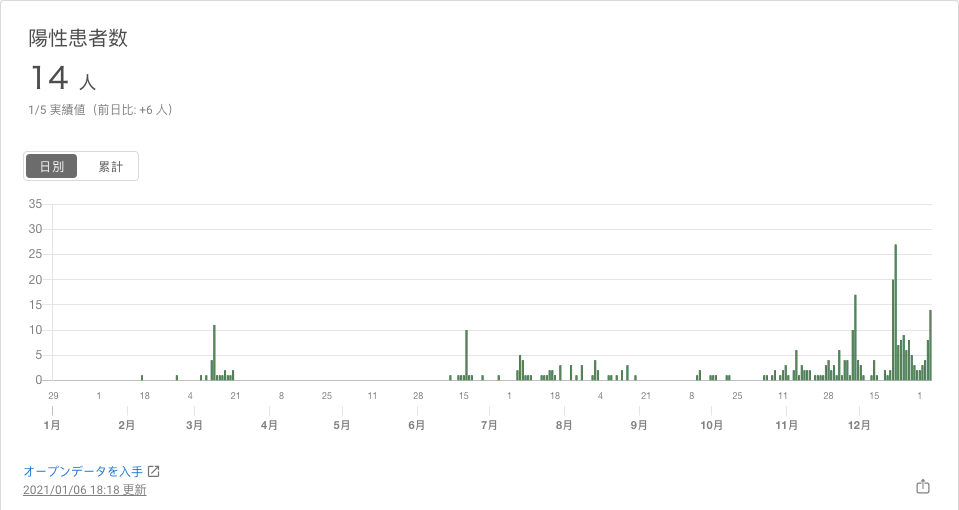 陽性患者数
14 人
1/5 実績値（前日比: +6 人）
日別 累計
35
30
25
20
15
10
5
0
29 1 18 4 21 8 25 11 28 15 1 18 4 21 8 25 11 28 15 1
1月 2月 3月 4月 5月 6月 7月 8月 9月 10月 11月 12月
オープンデータを入手
2021/01/06 18:18 更新